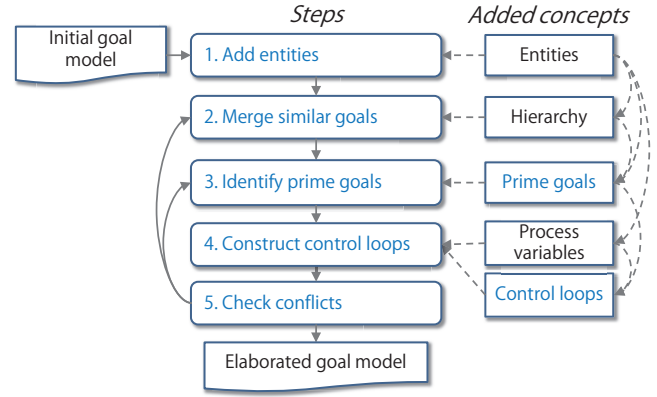 Steps
Added concepts
Initial goal
model
1. Add entities
Entities
2. Merge similar goals
Hierarchy
3. Identify prime goals
Prime goals
4. Construct control loops
Process
variables
5. Check conflicts
Control loops
Elaborated goal model